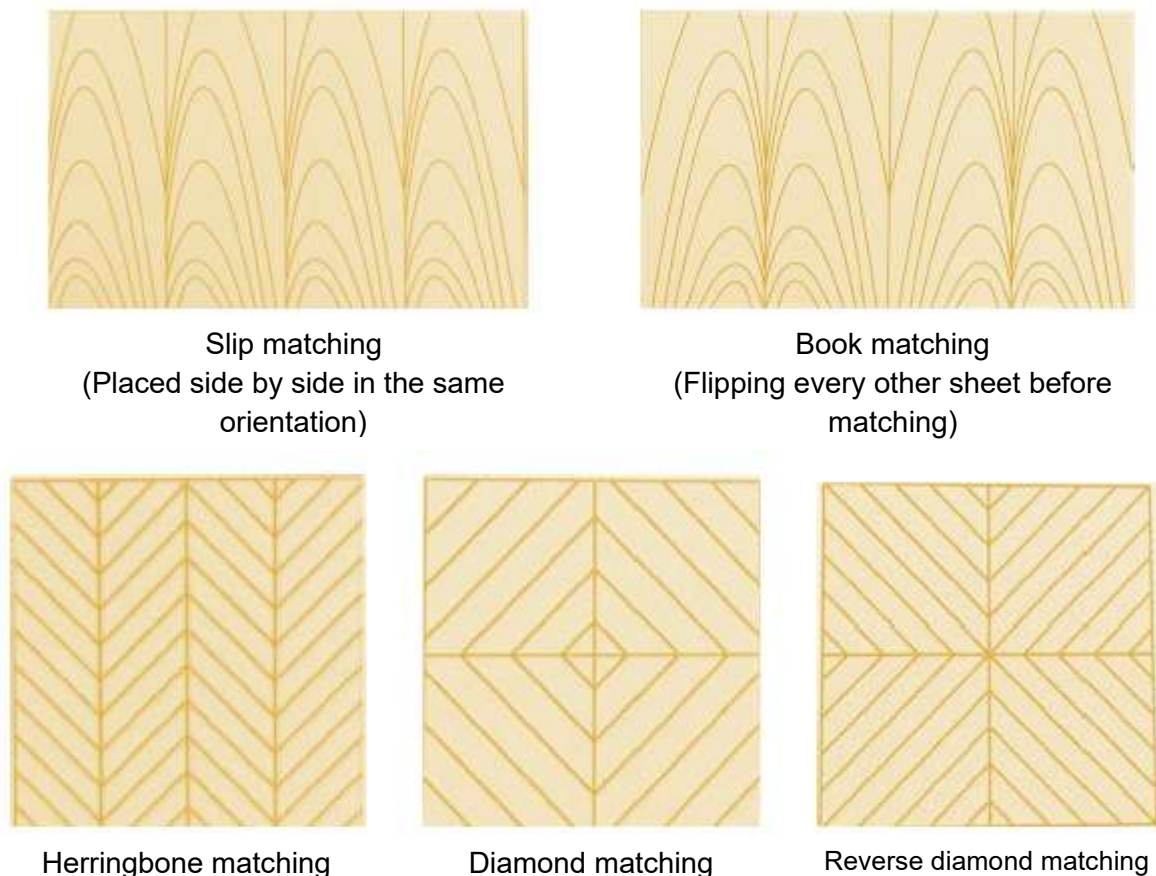 Slip matching
(Placed side by side in the same
orientation)
Book matching
(Flipping every other sheet before
matching)
Herringbone matching
Diamond matching
Reverse diamond matching